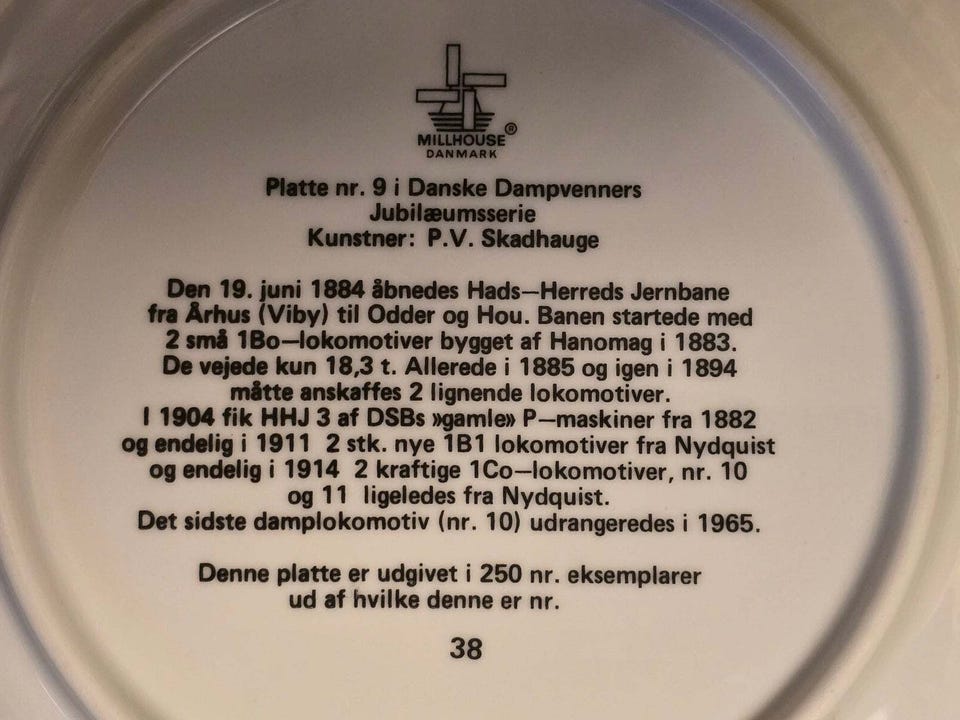 MILLHOUSE ®
DANMARK
Platte nr. 9 i Danske Dampvenners
Jubilæumsserie
Kunstner: P.V. Skadhauge
Den 19. juni 1884 åbnedes Hads—Herreds Jernbane
fra Århus (Viby) til Odder og Hou. Banen startede med
2 små 1Bo—lokomotiver bygget af Hanomag i 1883.
De vejede kun 18,3 t. Allerede i 1885 og igen i 1894
måtte anskaffes 2 lignende lokomotiver.
I 1904 fik HHJ 3 af DSBs »gamle» P—maskiner fra 1882
og endelig i 1911 2 stk. nye 1B1 lokomotiver fra Nydquist
og endelig i 1914 2 kraftige 1Co—lokomotiver, nr. 10
og 11 ligeledes fra Nydquist.
Det sidste damplokomotiv (nr. 10) udrangeredes i 1965.
Denne platte er udgivet i 250 nr. eksemplarer
ud af hvilke denne er nr.
38